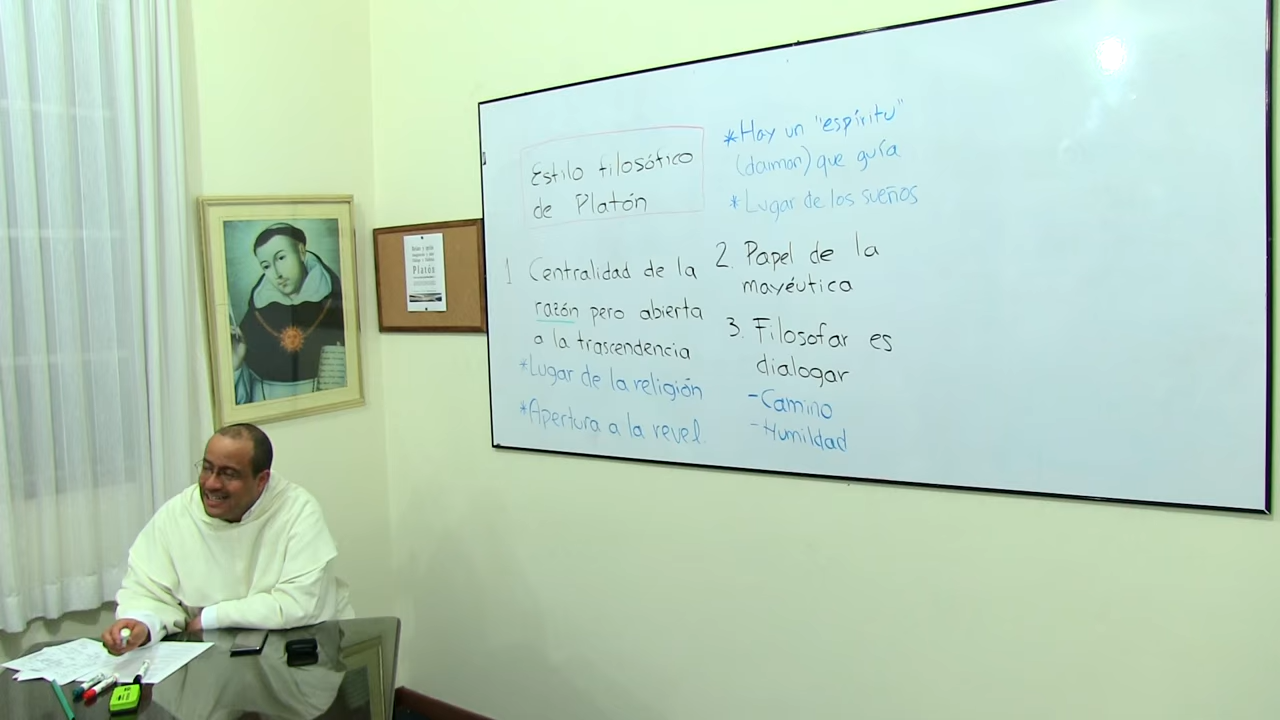 Estilo filosófico
de Platón
1 Centralidad de la
razón pero abierta
a la trascendencia
*Lugar de la religión
*Apertura a la revel.
*Hay un "espíritu"
(daimon) que guía
*Lugar de los sueños
2. Papel de la
mayéutica
3. Filosofar es
dialogar
-Camino
-Humildad
Platón